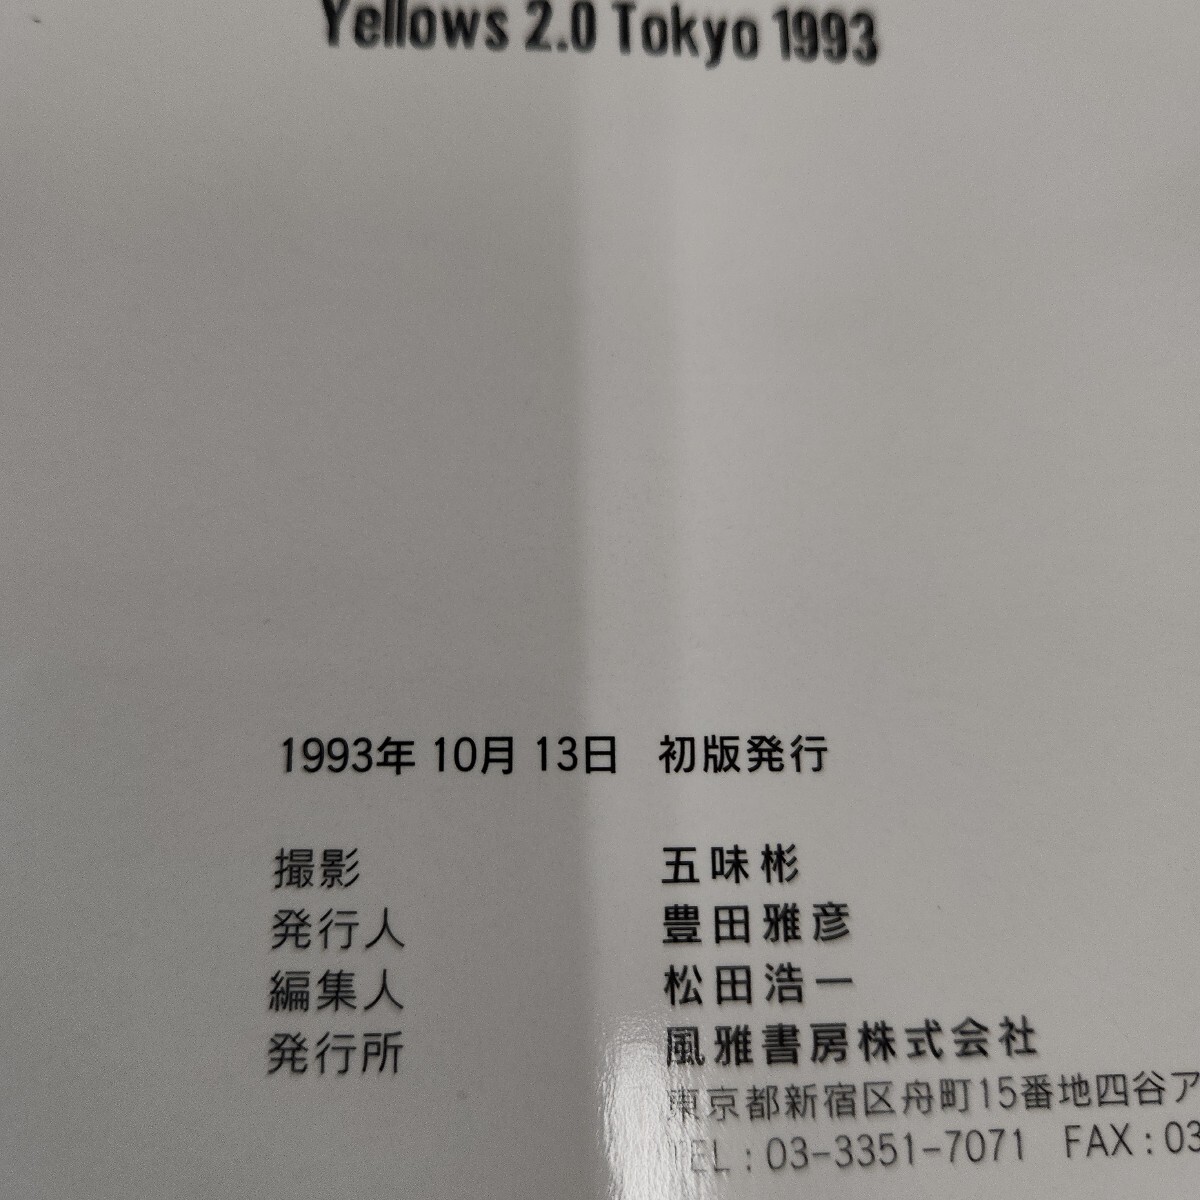 Yellows 2.0 Tokyo 1993
1993年 10月 13日 初版発行
撮影 五味彬
発行人 豊田雅彦
編集人 松田浩一
発行所 風雅書房株式会社
東京都新宿区舟町15番地四谷ア
TEL : 03-3351-7071 FAX : 03